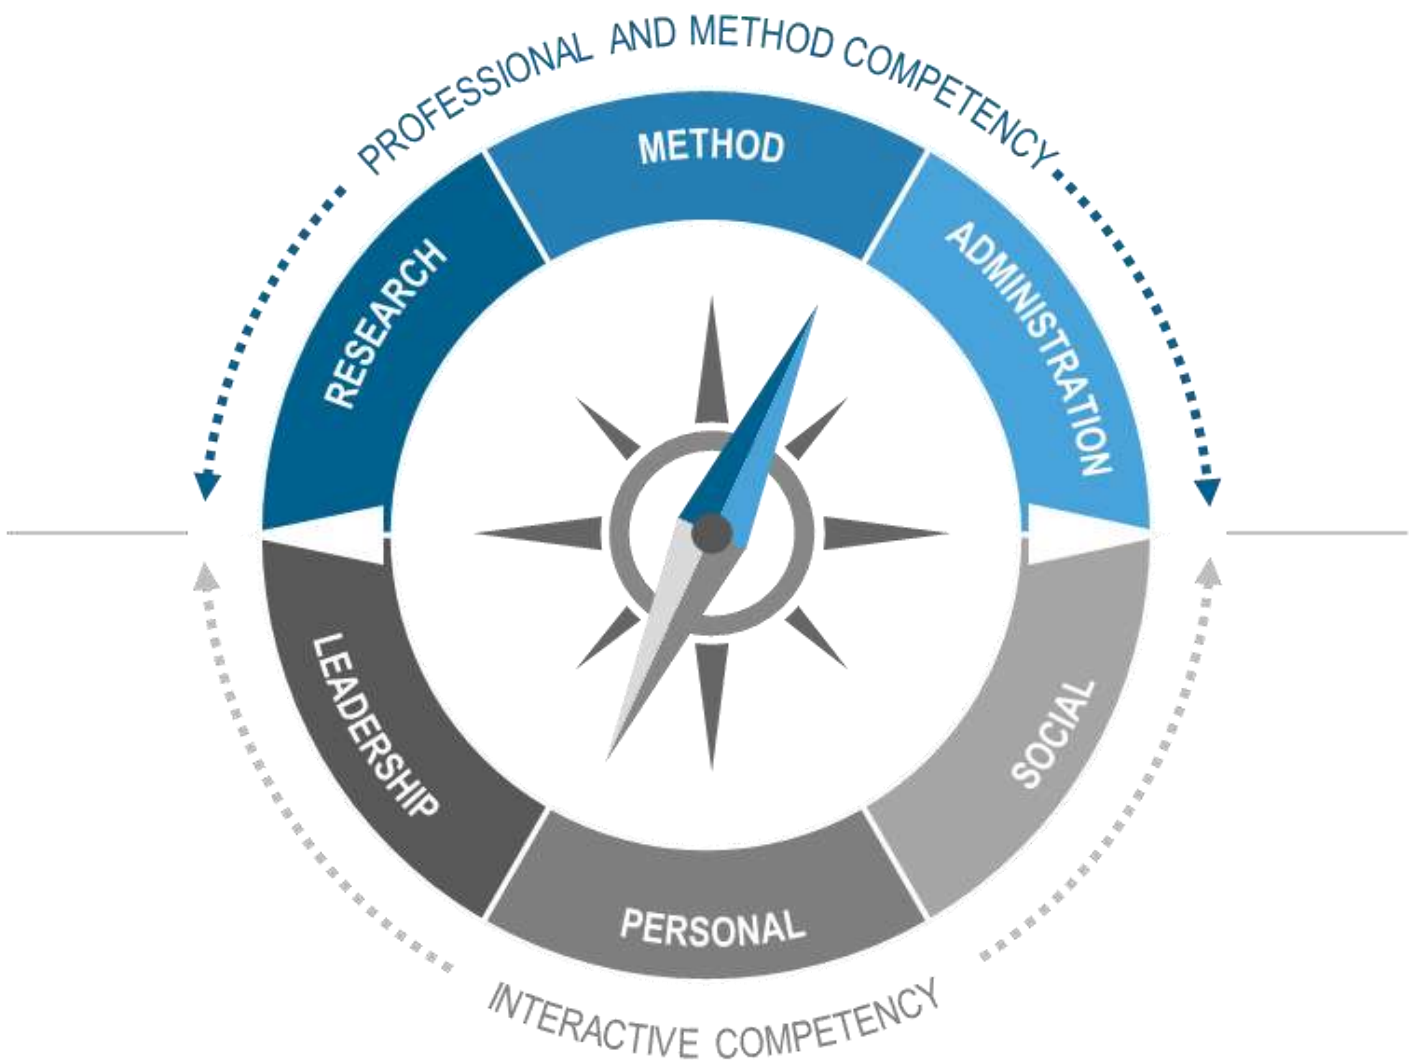 PROFESSIONAL AND METHOD COMPETENCY
METHOD
RESEARCH
ADMINISTRATION
LEADERSHIP
SOCIAL
PERSONAL
INTERACTIVE COMPETENCY